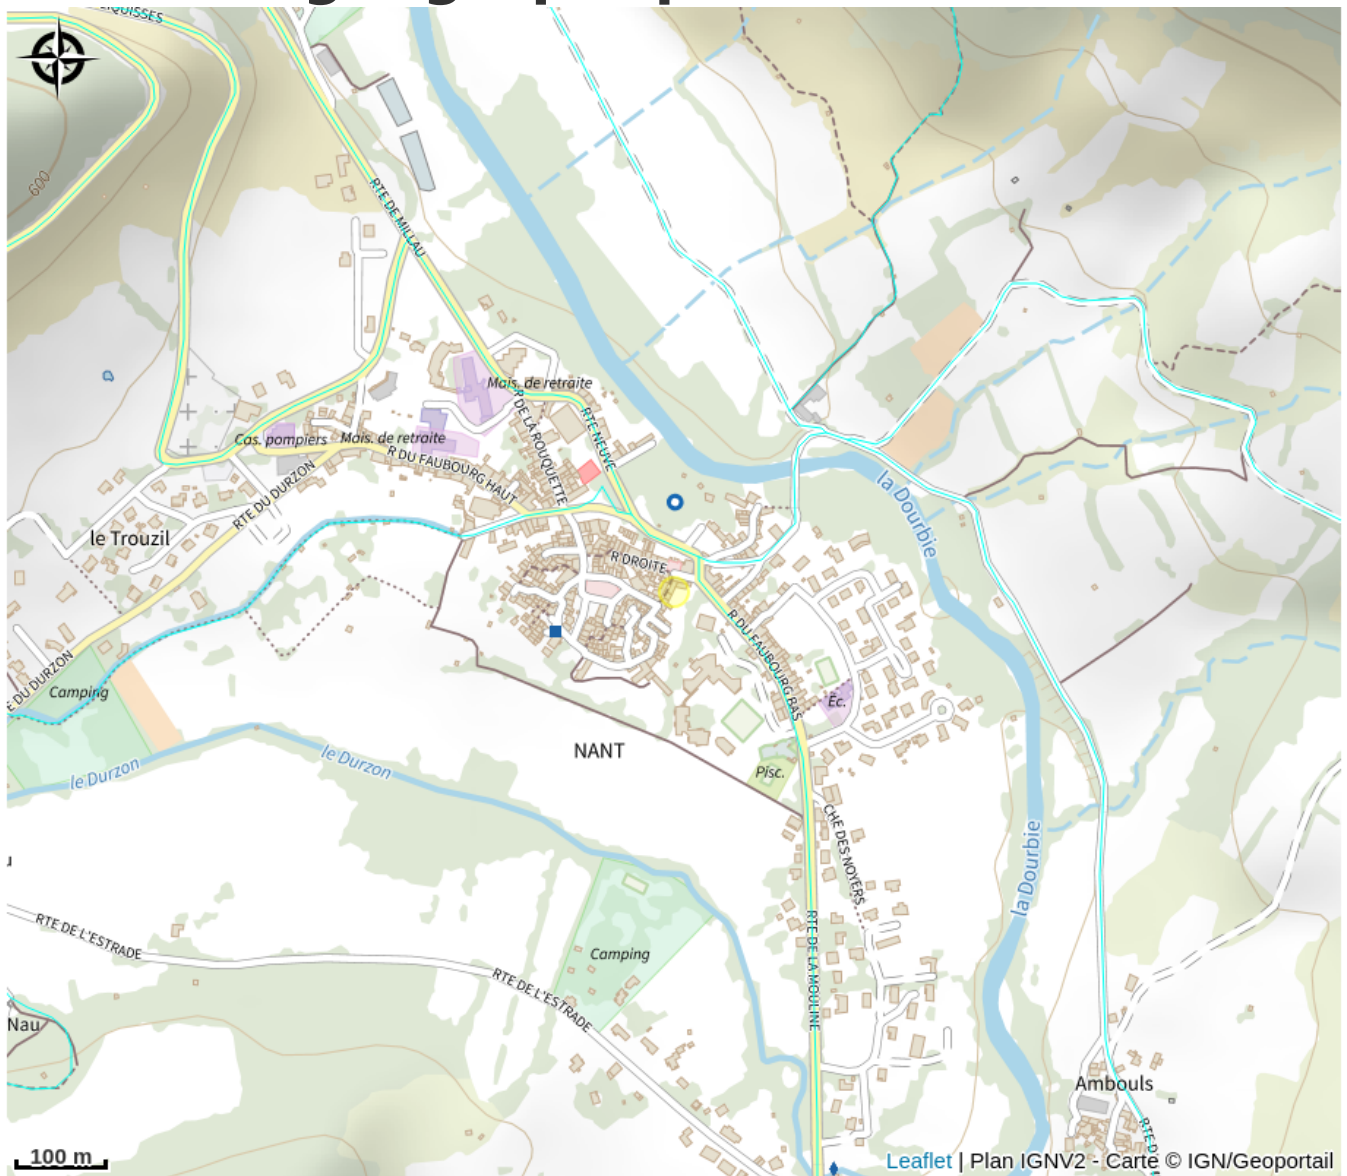 QUISSES
600
RTE DE MILLAU
Mais. de retraite
R DE LA ROUQUETTE
RTE NEUVE
Cas. pompiers
Mais. de retraite
R DU FAUBOURG HAUT
RTE DU DURZON
le Trouzil
la Dourbie
R DROITE
R DU FAUBOURG BAS
E DU DURZON
Camping
Éc.
le Durzon
le Durzon
NANT
Pisc.
CHE DES NOYERS
la Dourbie
RTE DE L'ESTRADE
Camping
RTE DE L'ESTRADE
RTE DE LA MOULINE
Nau
Ambouls
RTE D
100 m
Leaflet | Plan IGNV2 - Carte © IGN/Geoportail